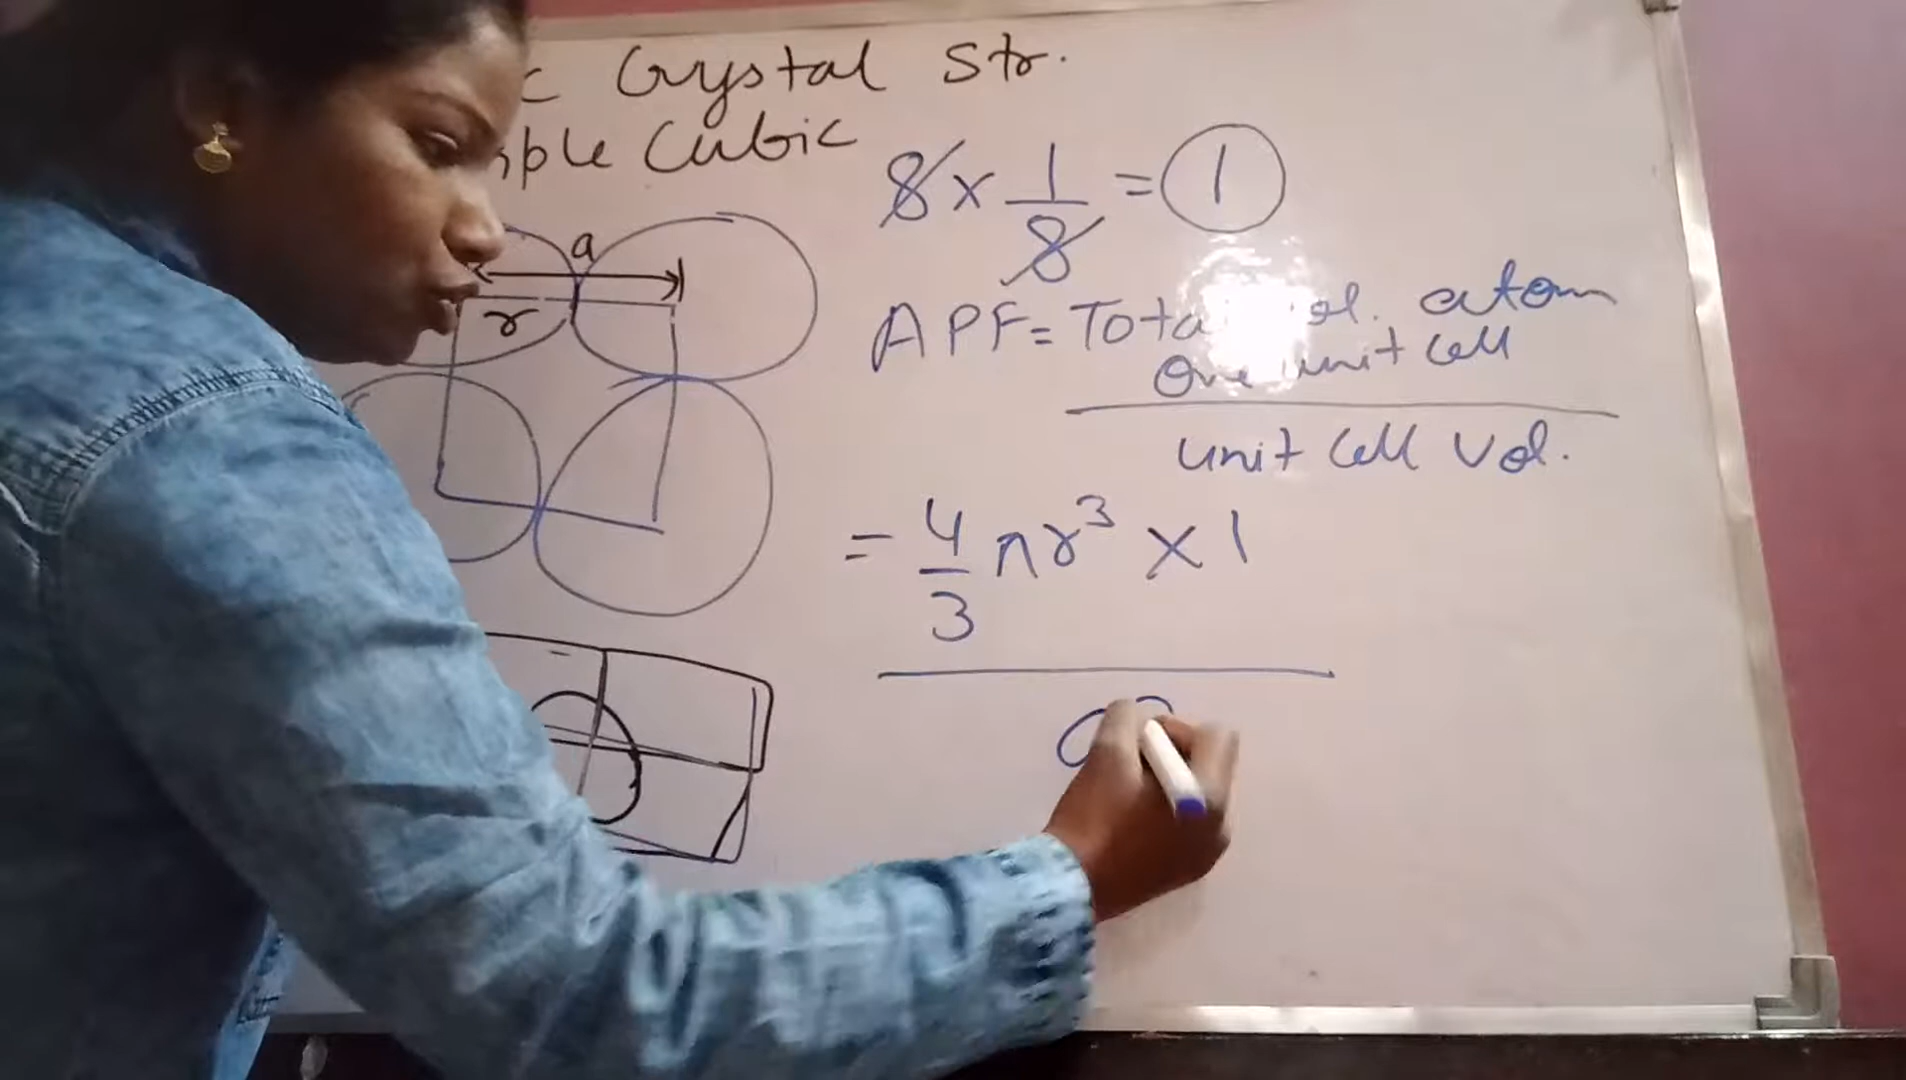 c Crystal Str.
ple Cubic
8 x 1/8 = 1
a
r
APF = Total vol. atom
One unit cell
unit cell vol.
= 4/3 πr³ x 1
a